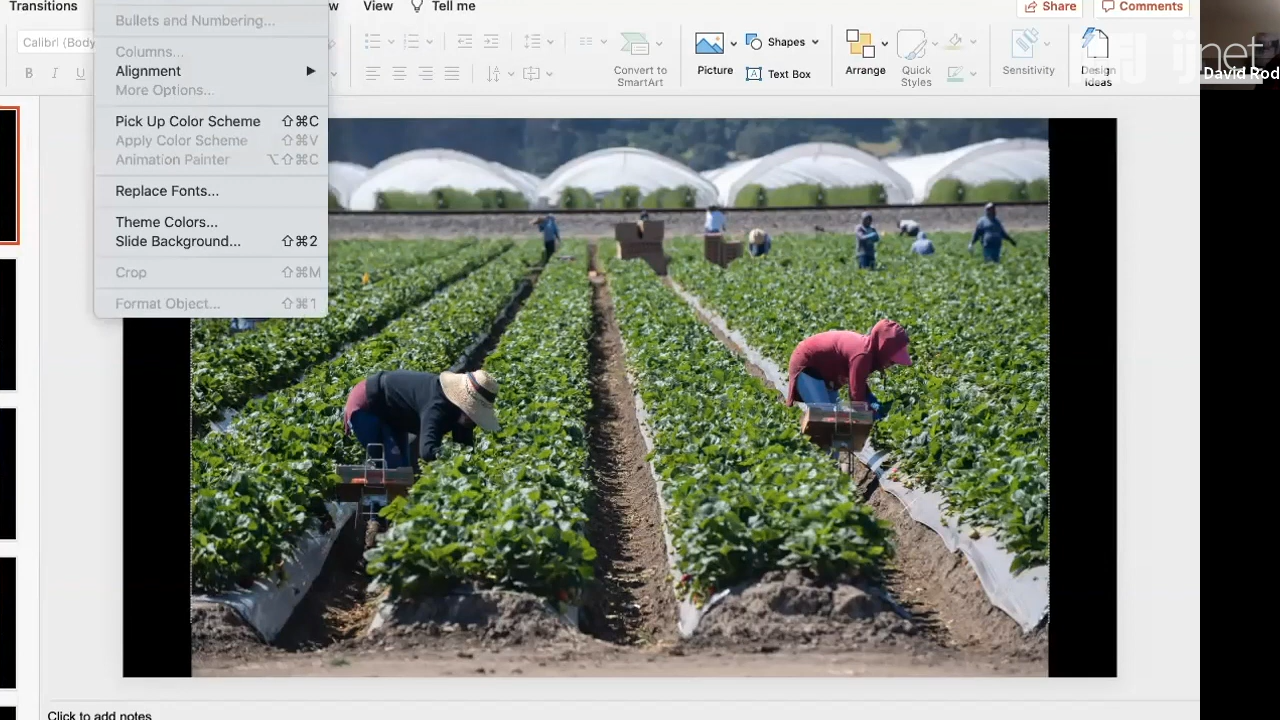 Transitions
w
View
Tell me
Share
Comments
Bullets and Numbering...
Columns...
Alignment
More Options...
Pick Up Color Scheme ⇧⌘C
Apply Color Scheme ⇧⌘V
Animation Painter ⌥⇧⌘C
Replace Fonts...
Theme Colors...
Slide Background... ⇧⌘2
Crop ⇧⌘M
Format Object... ⇧⌘1
Calibri (Body
B I U
Convert to
SmartArt
Picture
Shapes
Text Box
Arrange
Quick
Styles
Sensitivity
Design
Ideas
ijnet
David Rod
Click to add notes